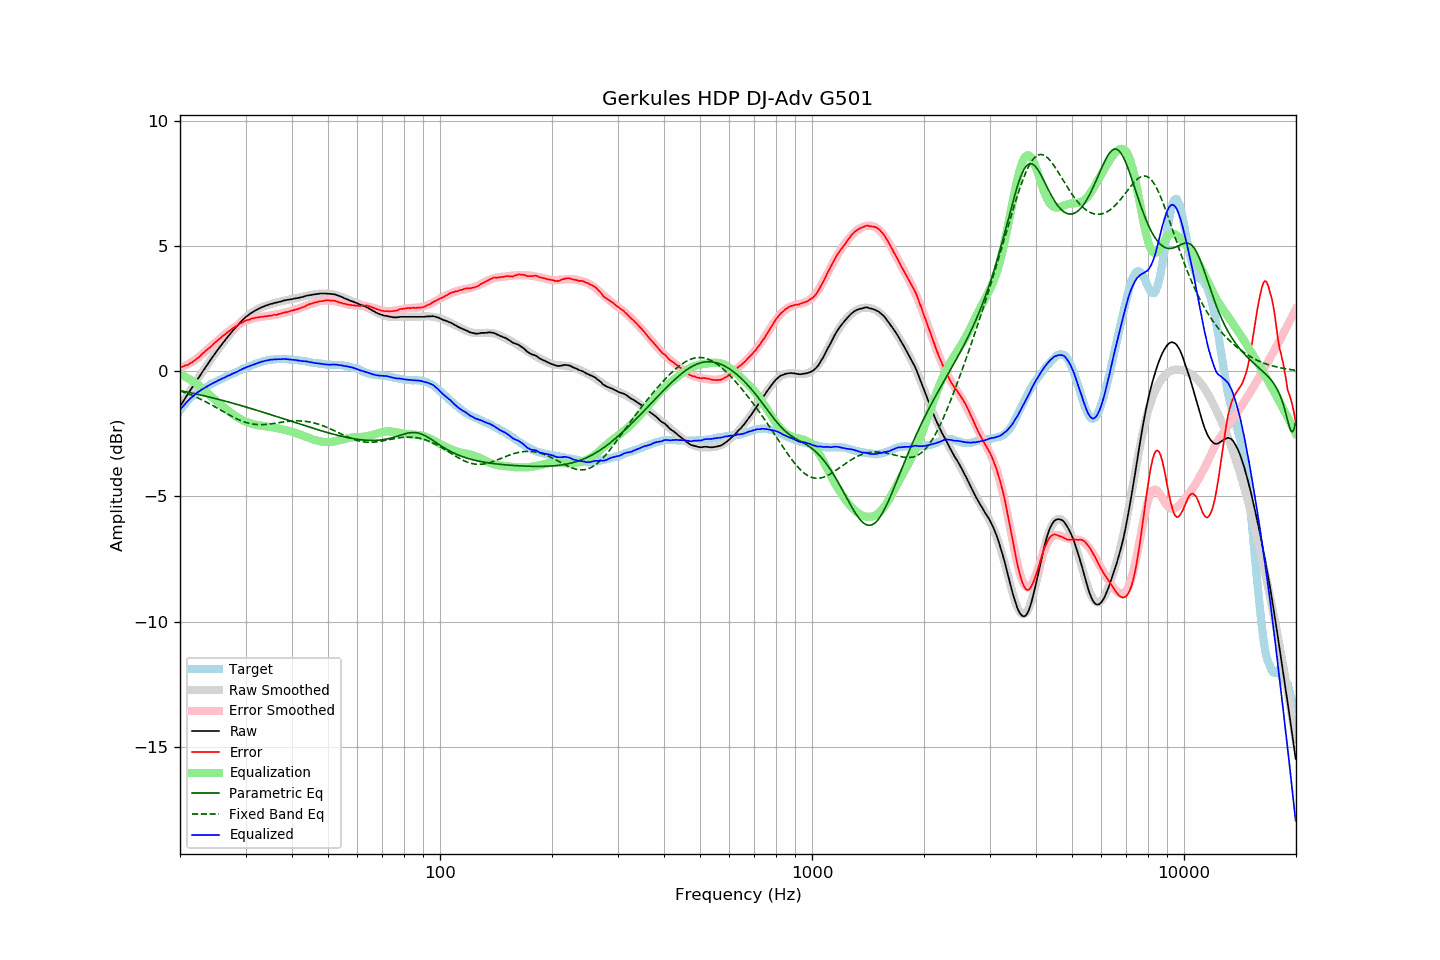 Gerkules HDP DJ-Adv G501
10
5
0
−5
−10
−15
Amplitude (dBr)
100
1000
10000
Frequency (Hz)
Target
Raw Smoothed
Error Smoothed
Raw
Error
Equalization
Parametric Eq
Fixed Band Eq
Equalized